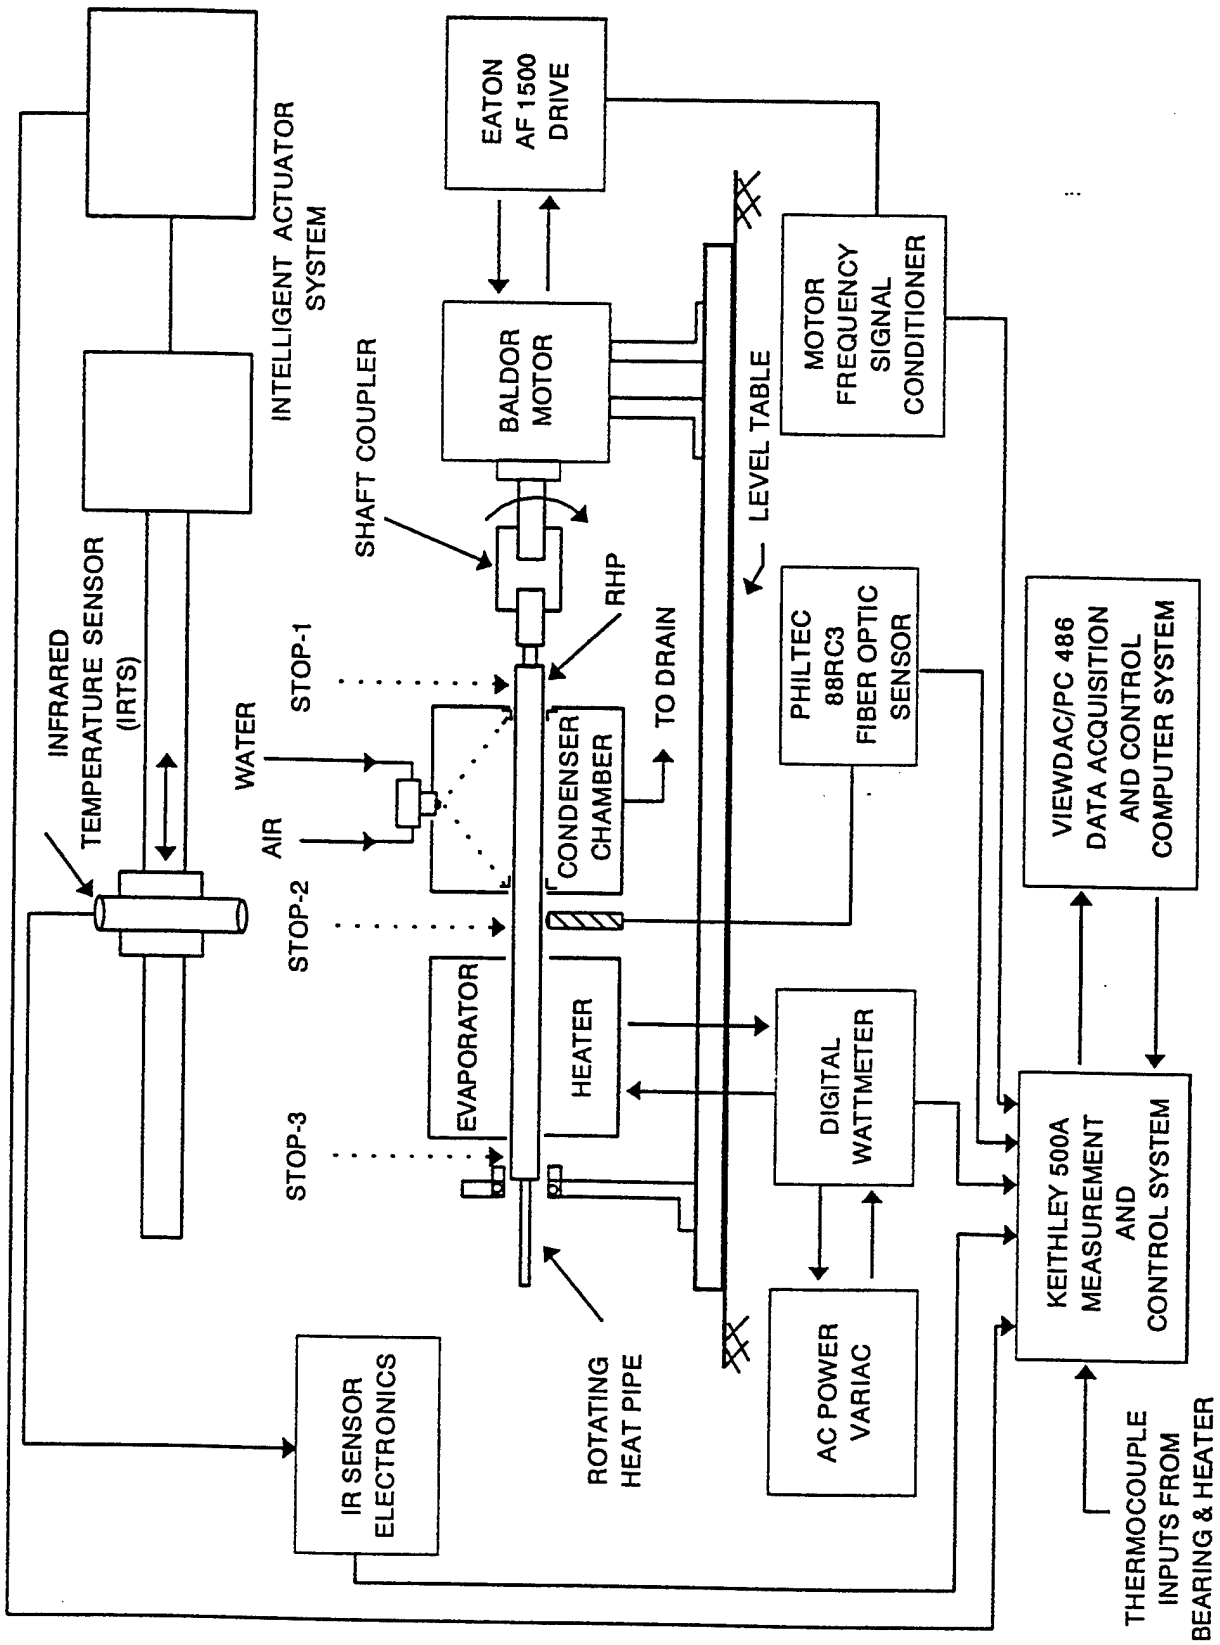 INFRARED
TEMPERATURE SENSOR
(IRTS)
INTELLIGENT ACTUATOR
SYSTEM
IR SENSOR
ELECTRONICS
STOP-3
STOP-2
AIR
WATER
STOP-1
SHAFT COUPLER
EVAPORATOR
HEATER
CONDENSER
CHAMBER
BALDOR
MOTOR
EATON
AF 1500
DRIVE
ROTATING
HEAT PIPE
TO DRAIN
RHP
LEVEL TABLE
AC POWER
VARIAC
DIGITAL
WATTMETER
PHILTEC
88RC3
FIBER OPTIC
SENSOR
MOTOR
FREQUENCY
SIGNAL
CONDITIONER
THERMOCOUPLE
INPUTS FROM
BEARING & HEATER
KEITHLEY 500A
MEASUREMENT
AND
CONTROL SYSTEM
VIEWDAC/PC 486
DATA ACQUISITION
AND CONTROL
COMPUTER SYSTEM